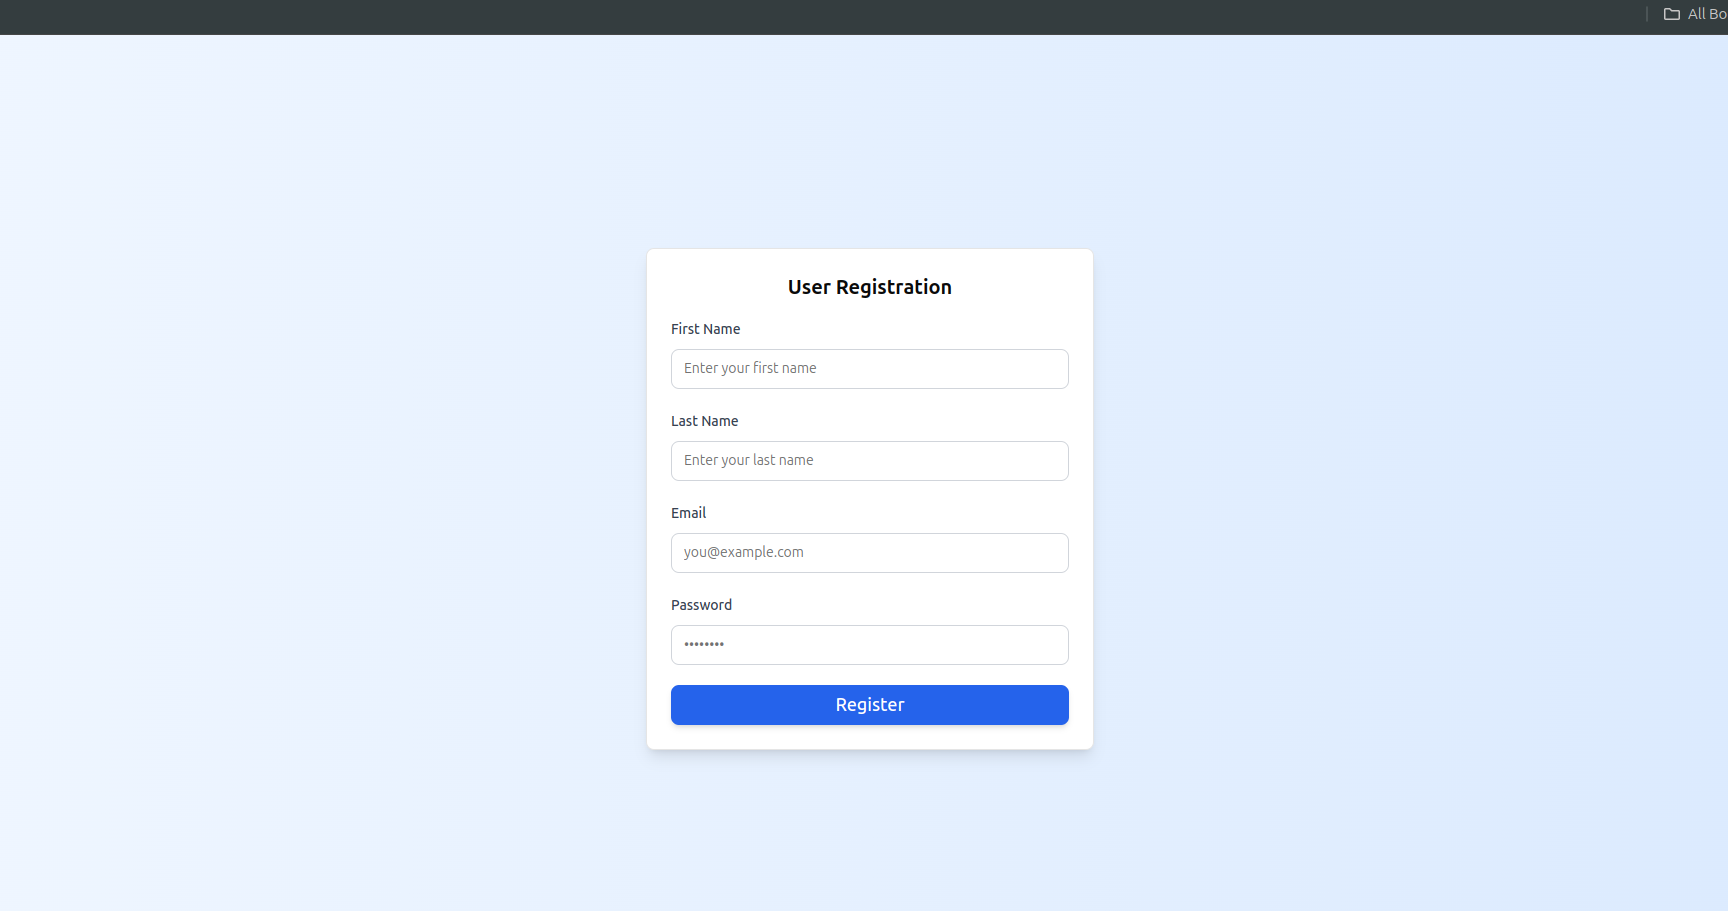 All Bo
User Registration
First Name
Enter your first name
Last Name
Enter your last name
Email
you@example.com
Password
••••••••
Register